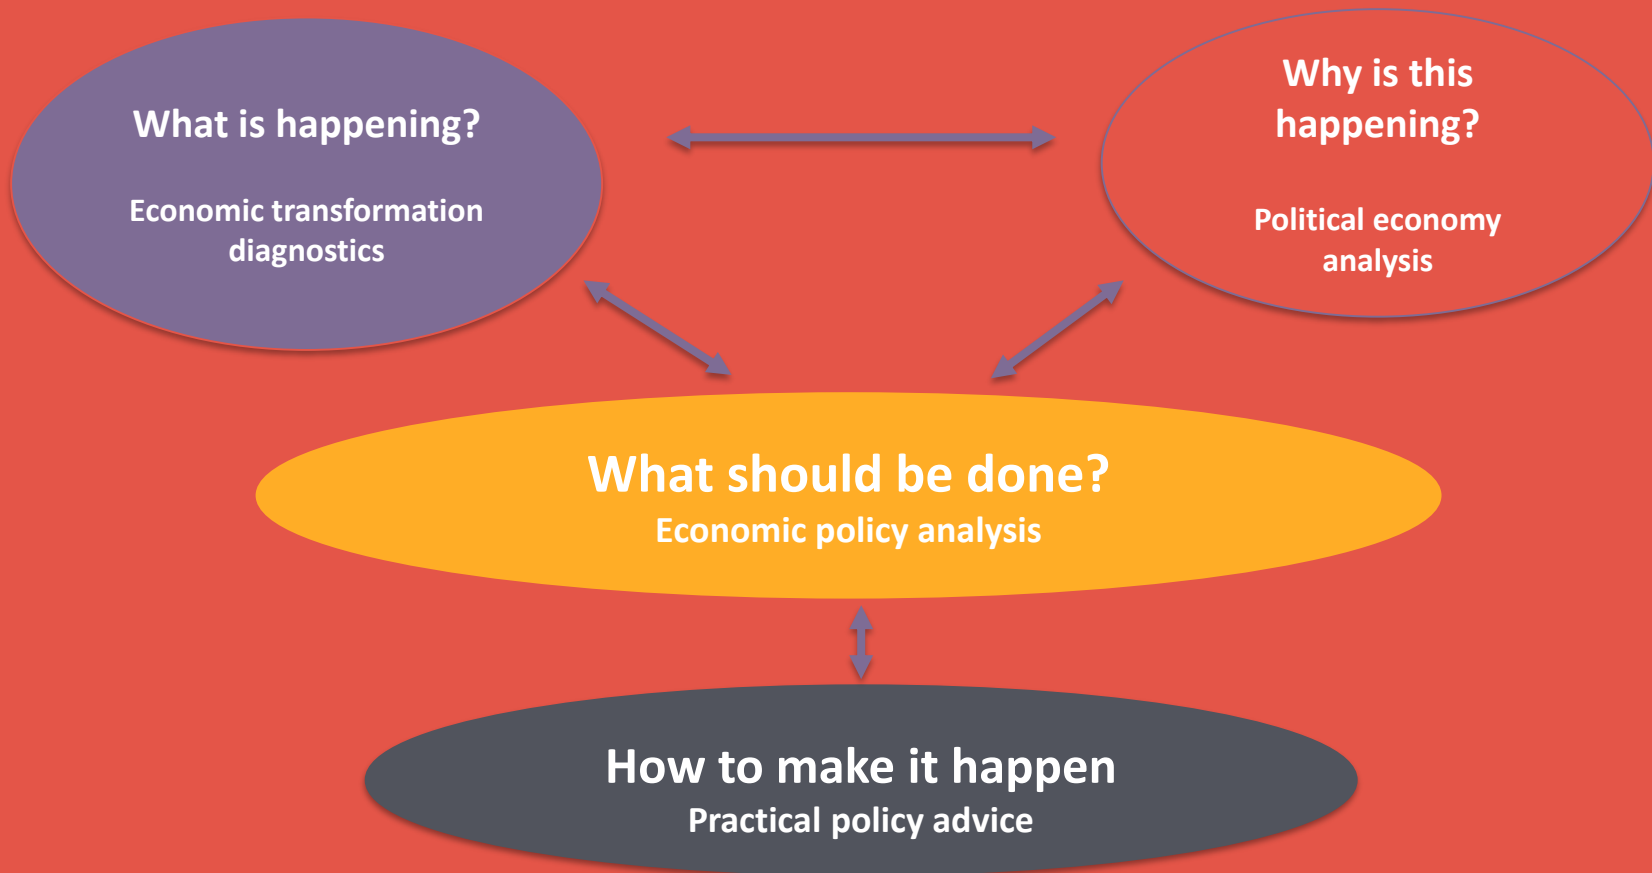 What is happening?
Economic transformation
diagnostics
Why is this
happening?
Political economy
analysis
What should be done?
Economic policy analysis
How to make it happen
Practical policy advice